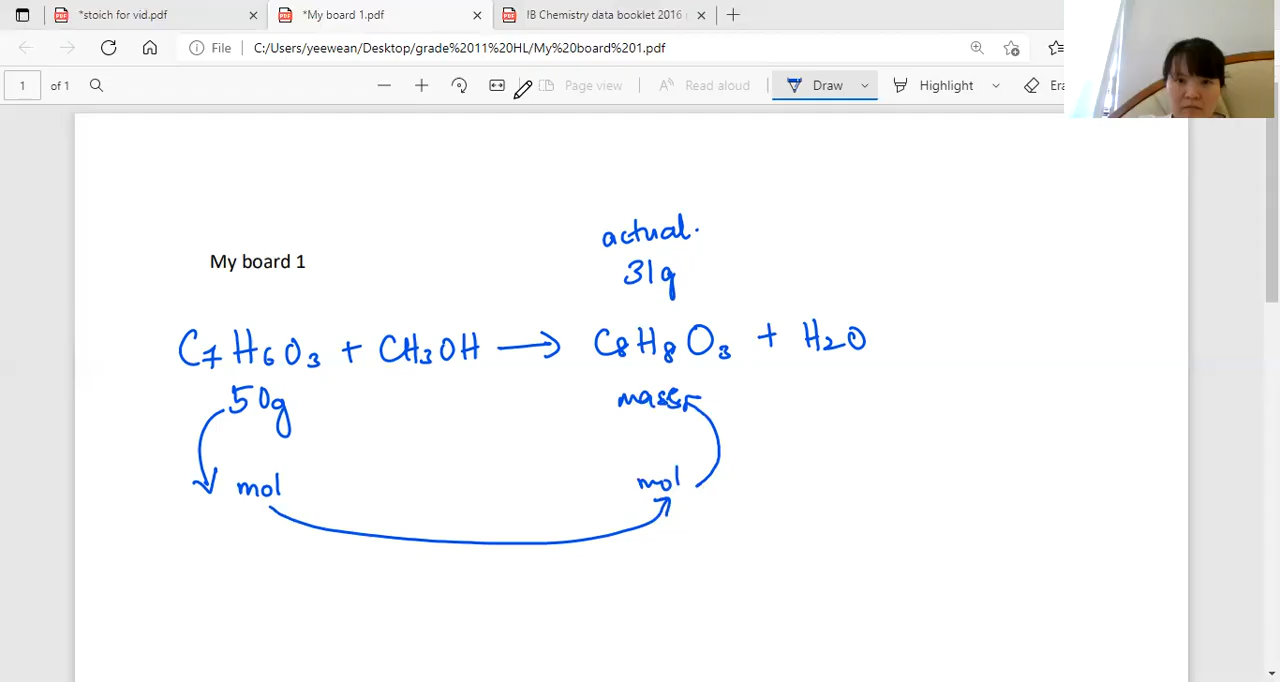 *stoich for vid.pdf
*My board 1.pdf
IB Chemistry data booklet 2016
File
C:/Users/yeewean/Desktop/grade%2011%20HL/My%20board%201.pdf
1 of 1
Page view
Read aloud
Draw
Highlight
Era
actual.
My board 1
31g
C7H6O3 + CH3OH → C8H8O3 + H2O
50g
mass
mol
mol